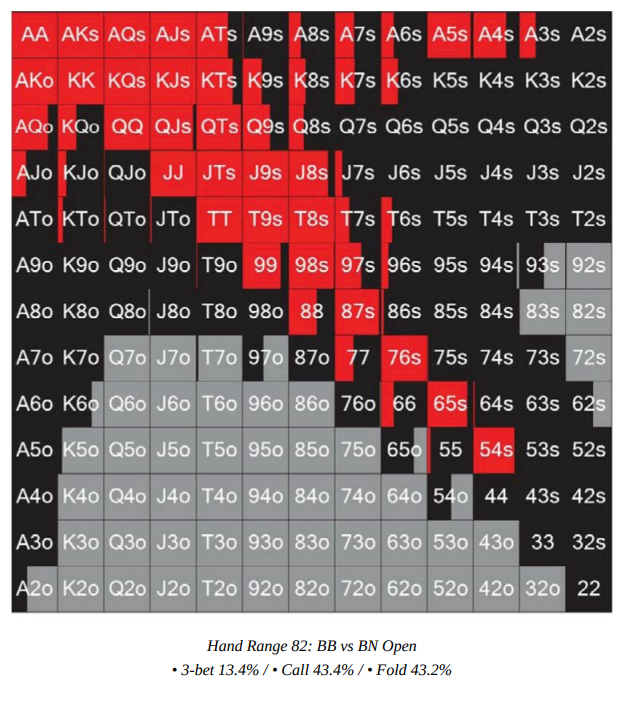 AA AKs AQs AJs ATs A9s A8s A7s A6s A5s A4s A3s A2s
AKo KK KQs KJs KTs K9s K8s K7s K6s K5s K4s K3s K2s
AQo KQo QQ QJs QTs Q9s Q8s Q7s Q6s Q5s Q4s Q3s Q2s
AJo KJo QJo JJ JTs J9s J8s J7s J6s J5s J4s J3s J2s
ATo KTo QTo JTo TT T9s T8s T7s T6s T5s T4s T3s T2s
A9o K9o Q9o J9o T9o 99 98s 97s 96s 95s 94s 93s 92s
A8o K8o Q8o J8o T8o 98o 88 87s 86s 85s 84s 83s 82s
A7o K7o Q7o J7o T7o 97o 87o 77 76s 75s 74s 73s 72s
A6o K6o Q6o J6o T6o 96o 86o 76o 66 65s 64s 63s 62s
A5o K5o Q5o J5o T5o 95o 85o 75o 65o 55 54s 53s 52s
A4o K4o Q4o J4o T4o 94o 84o 74o 64o 54o 44 43s 42s
A3o K3o Q3o J3o T3o 93o 83o 73o 63o 53o 43o 33 32s
A2o K2o Q2o J2o T2o 92o 82o 72o 62o 52o 42o 32o 22
Hand Range 82: BB vs BN Open
• 3-bet 13.4% / • Call 43.4% / • Fold 43.2%